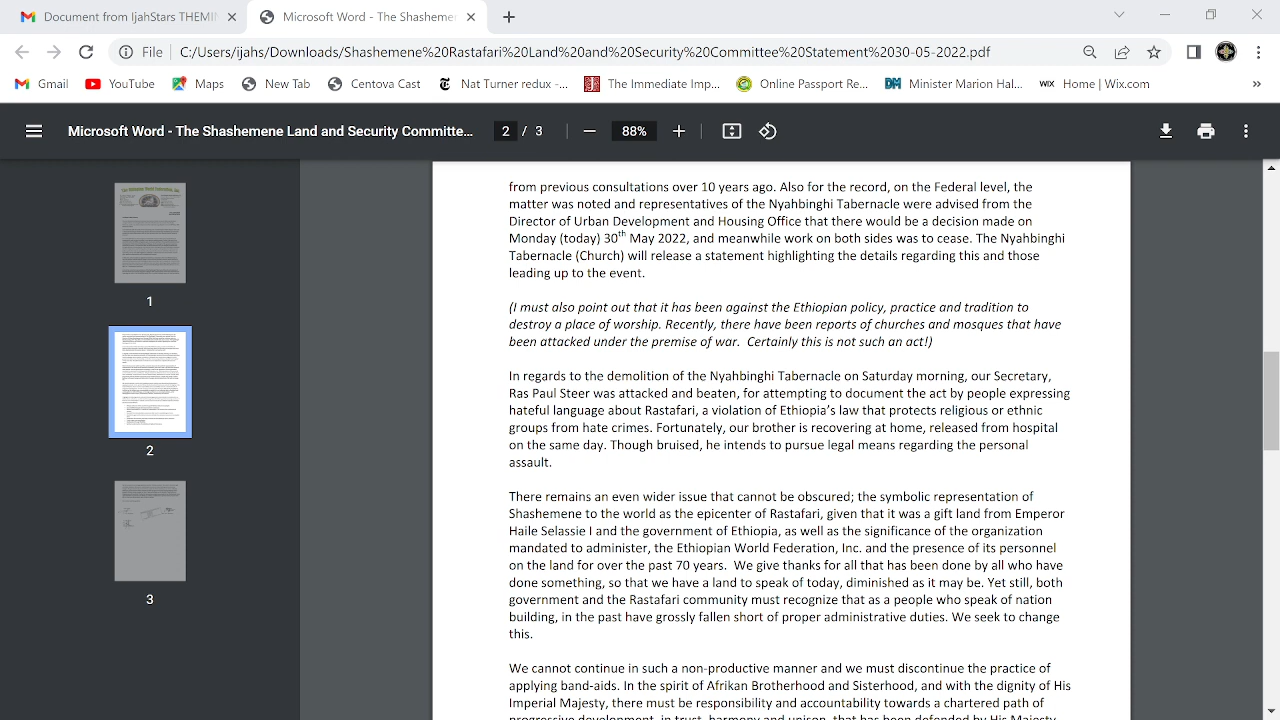 Document from IjahStars THEMIN
Microsoft Word - The Shashemene
File
C:/Users/ijahs/Downloads/Shashemene%20Rastafari%20Land%20and%20Security%20Committee%20Statement%2030-05-2022.pdf
Gmail
YouTube
Maps
New Tab
Centova Cast
Nat Turner redux -...
The Immediate Imp...
Online Passport Re...
Minister Marion Hal...
WIX Home | Wix.com
»
Microsoft Word - The Shashemene Land and Security Committe...
2 / 3
88%
1
2
3
from previous consultations over 10 years ago. Also for the record, on the Federal level, the
matter was noted and representatives of the Nyahbinghi Tabernacle were advised from the
Director of Urban Development and Housing Office that there would be a decision made on
Monday (today) 30th May 2022, and meanwhile work on both sides was to cease. The Nyahbinghi
Tabernacle (Church) will release a statement highlighting the details regarding this and those
leading up to the event.
(I must also point out that it has been against the Ethiopian policy, practice and tradition to
destroy places of worship. Recently, there have been cases of churches and mosques that have
been attacked under the premise of war. Certainly this is not such an act!)
In regards to the demolition of the Nyahbinghi Tabernacle on Saturday morning, our Secretary,
Ras Paul Steer was attacked and beaten, for attempting to document the act by people expressing
hateful language about Rastafari, a violation of Ethiopia's law that protects religious or ethnic
groups from hate crimes. Fortunately, our brother is recovering at home, released from hospital
on the same day. Though bruised, he intends to pursue legal means regarding the personal
assault.
There remains an even wider issue that cannot be obscured; the symbolic representation of
Shashemene to the world as the epicenter of Rastafari, given that it was a gift land from Emperor
Haile Selassie I and the government of Ethiopia, as well as the significance of the organization
mandated to administer, the Ethiopian World Federation, Inc. and the presence of its personnel
on the land for over the past 70 years. We give thanks for all that has been done by all who have
done something, so that we have a land to speak of today, diminished as it may be. Yet still, both
government and the Rastafari community must recognize that as a people who speak of nation
building, in the past have grossly fallen short of proper administrative duties. We seek to change
this.
We cannot continue in such a non-productive manner and we must discontinue the practice of
applying band-aids. In the spirit of Afrikan Brotherhood and Sisterhood, and with the dignity of His
Imperial Majesty, there must be responsibility and accountability towards a chartered path of
progressive development, in trust, harmony and unison, that has been defended by His Majesty